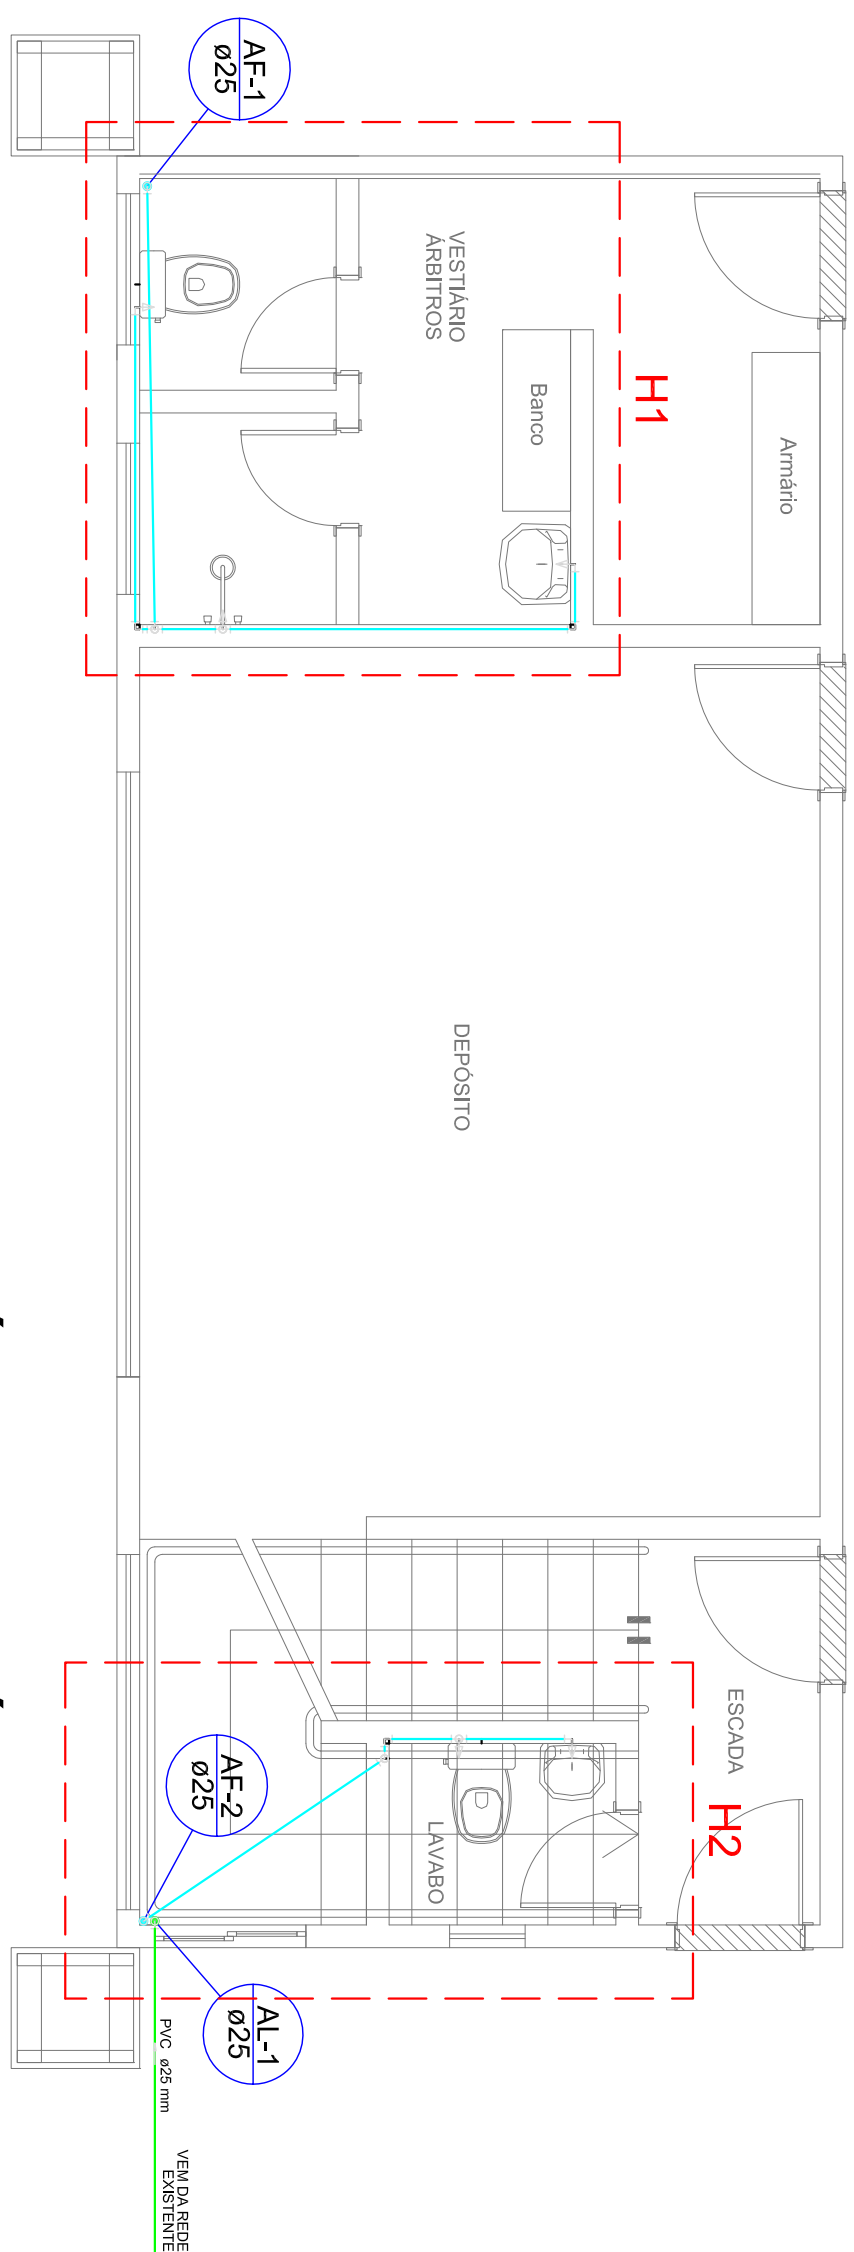 AF-1
ø25
VESTIÁRIO
ÁRBITROS
H1
Banco
Armário
DEPÓSITO
ESCADA
H2
AF-2
ø25
LAVABO
AL-1
ø25
PVC ø25 mm
VEM DA REDE
EXISTENTE